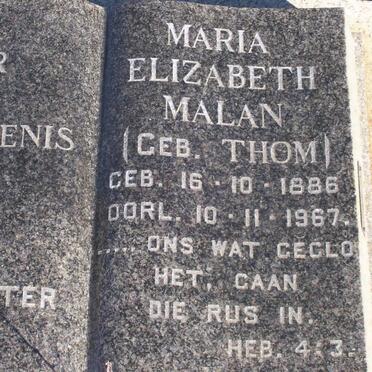 R
ENIS
TER
MARIA
ELIZABETH
MALAN
(GEB. THOM)
GEB. 16-10-1886
OORL. 10-11-1967.
..... ONS WAT GEGLO
HET, GAAN
DIE RUS IN.
HEB. 4:3.